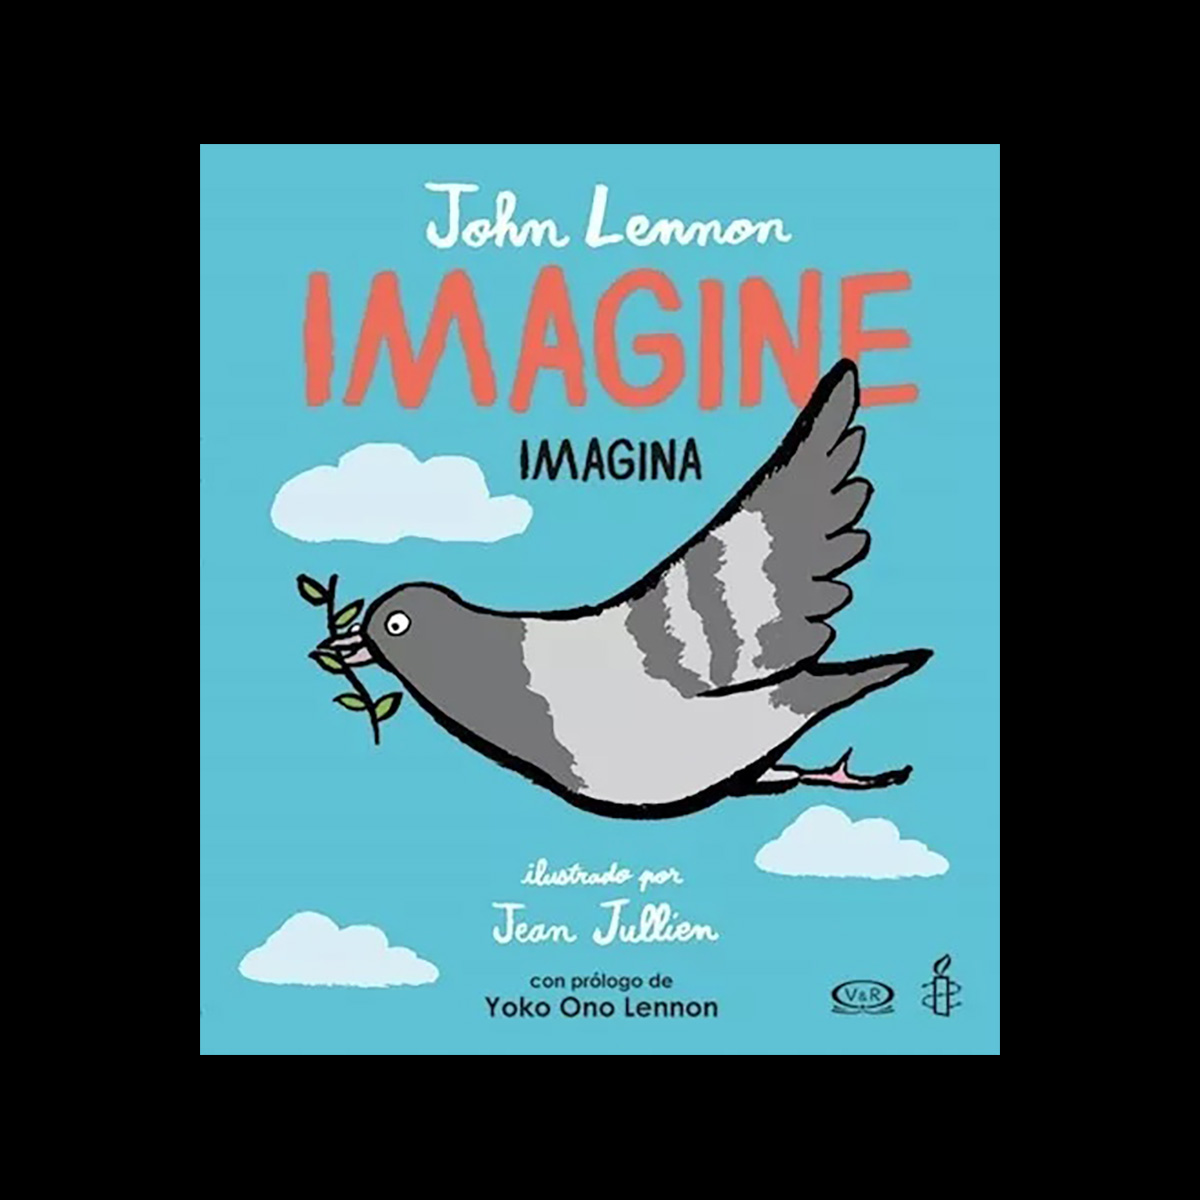 John Lennon
IMAGINE
IMAGINA
ilustrado por
Jean Jullien
con prólogo de
Yoko Ono Lennon
V&R